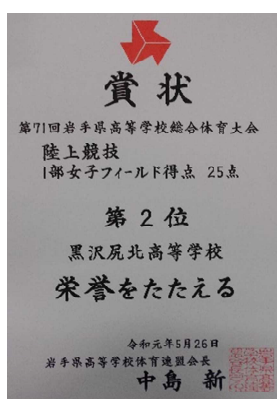 賞状
第71回岩手県高等学校総合体育大会
陸上競技
1部女子フィールド得点 25点
第2位
黒沢尻北高等学校
栄誉をたたえる
令和元年5月26日
岩手県高等学校体育連盟会長
中島 新